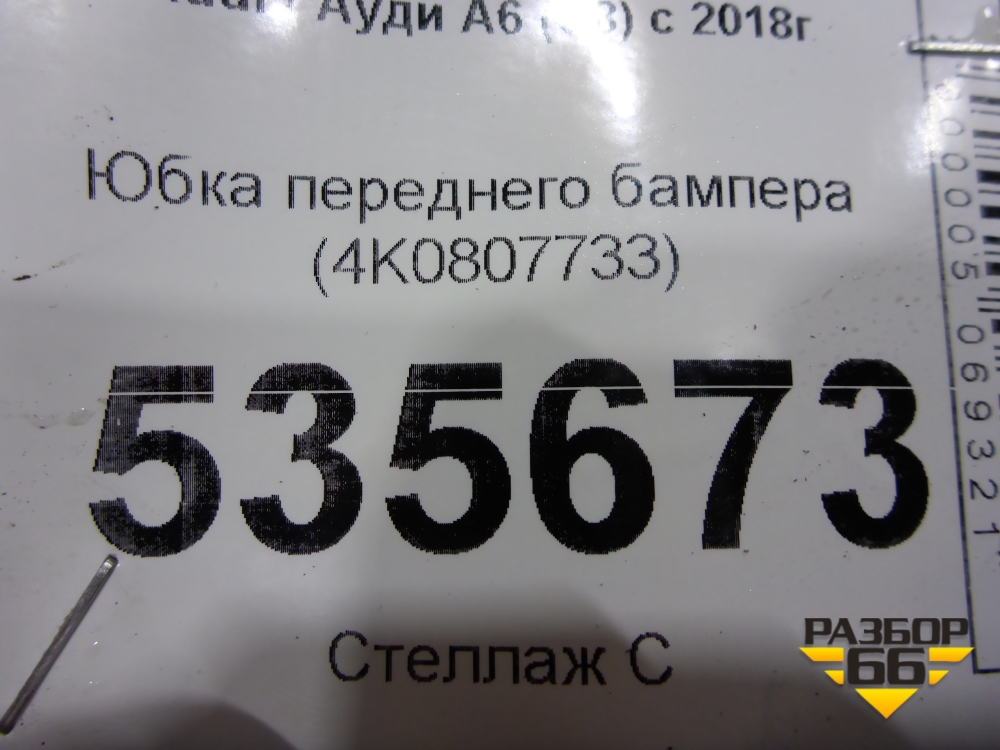 Ауди А6 с 2018г
Юбка переднего бампера
(4K0807733)
535673
Стеллаж С
РАЗБОР
66